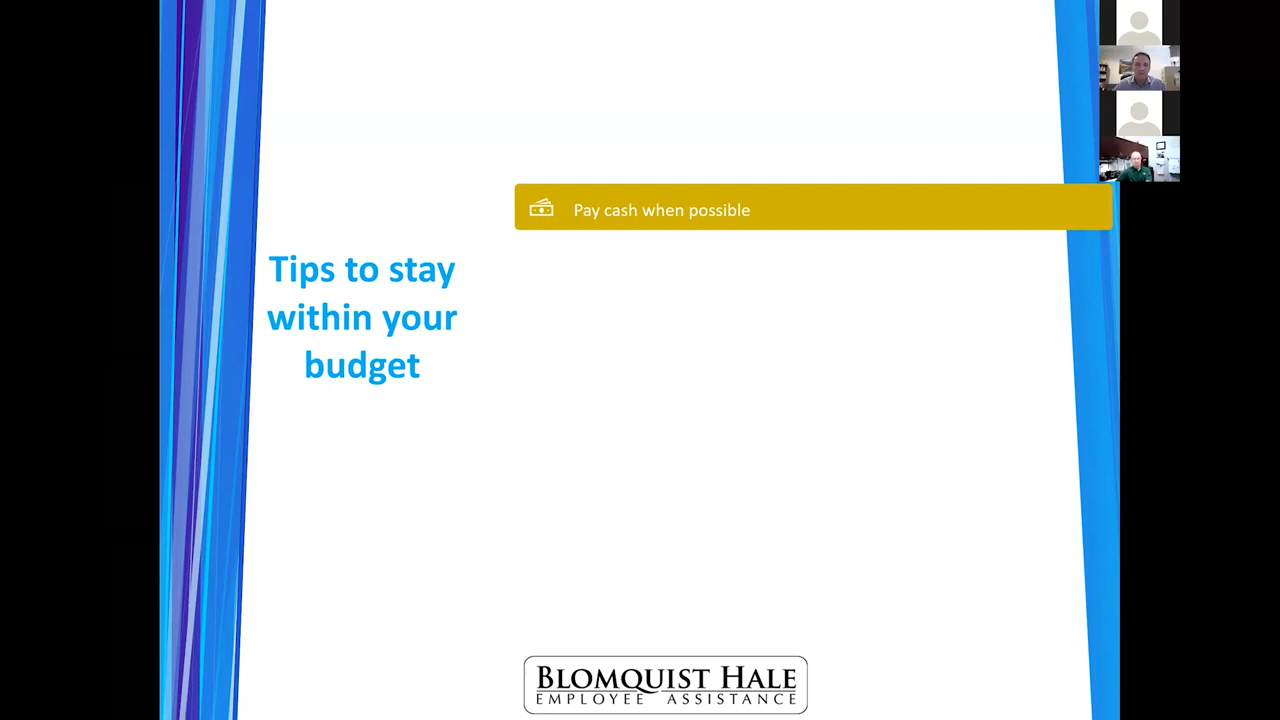 Pay cash when possible
Tips to stay
within your
budget
BLOMQUIST HALE
EMPLOYEE ASSISTANCE